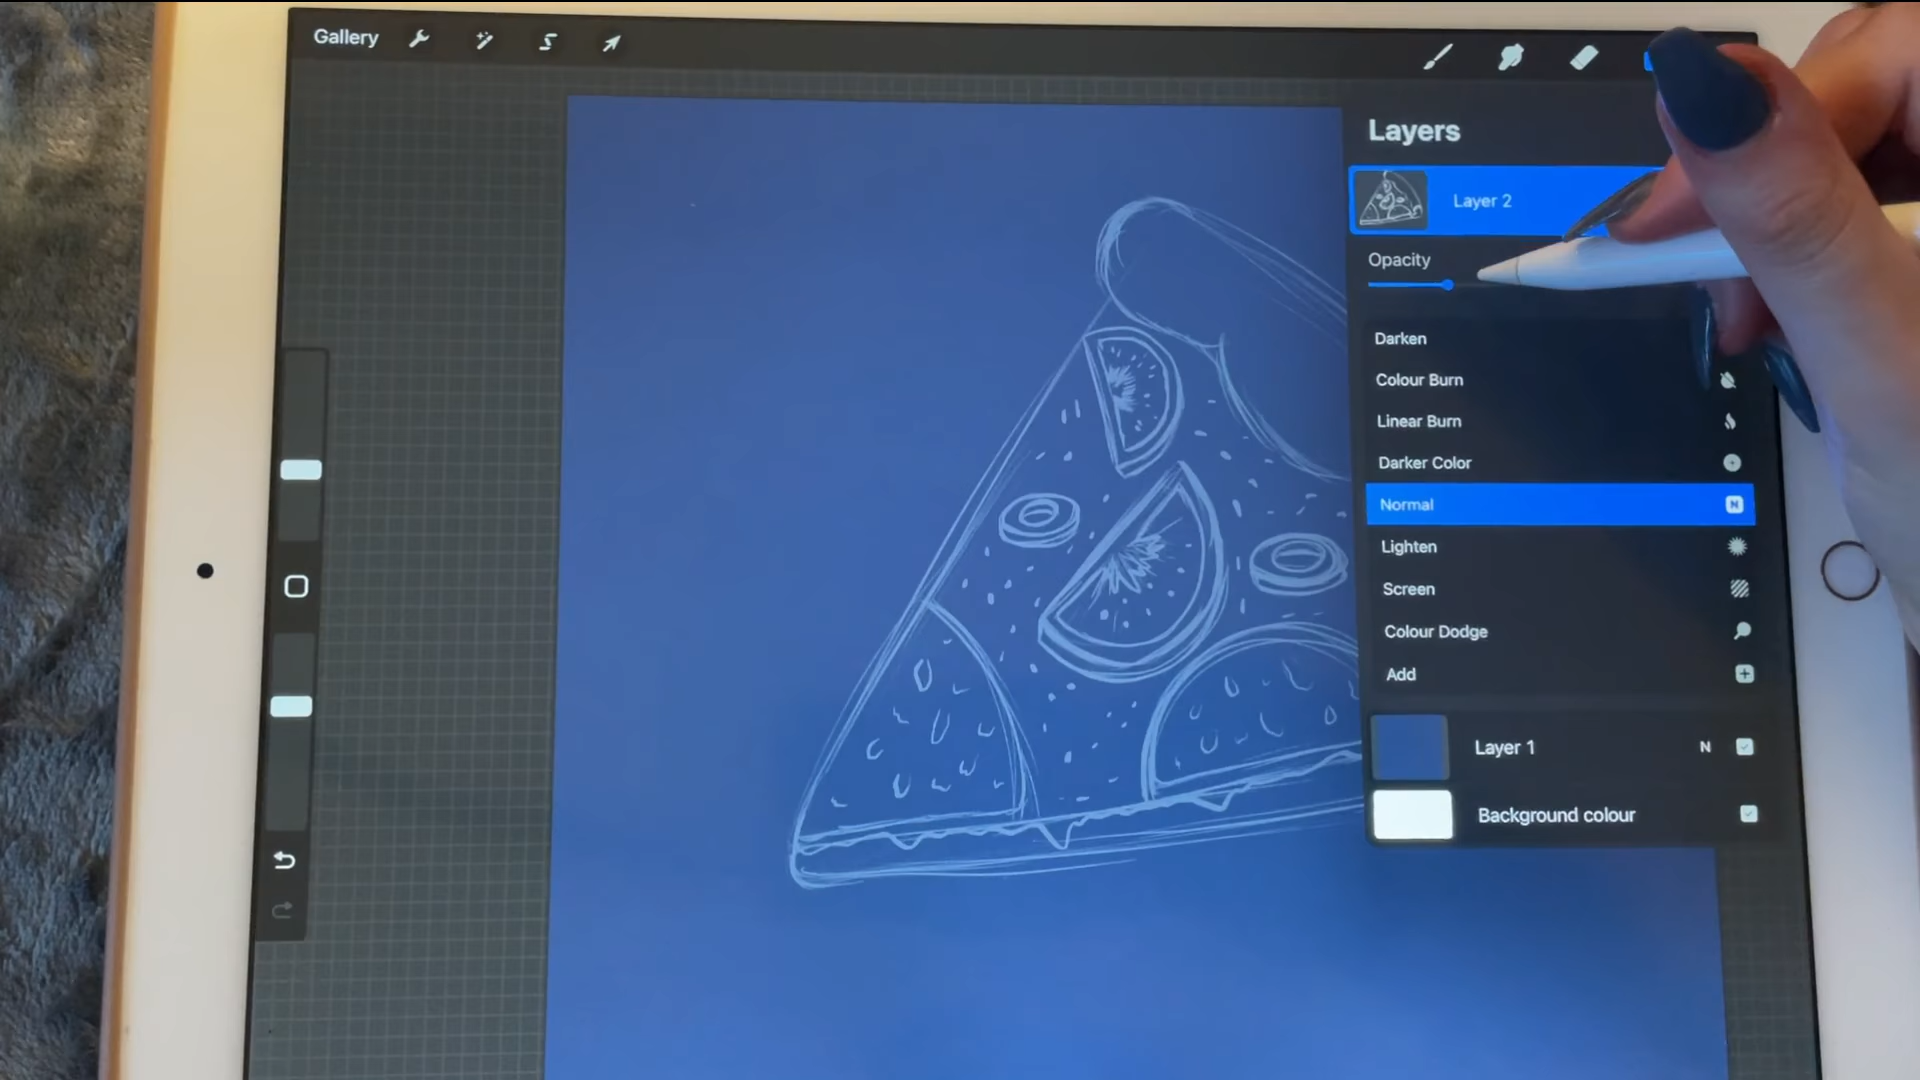 Gallery
Layers
Layer 2
Opacity
Darken
Colour Burn
Linear Burn
Darker Color
Normal N
Lighten
Screen
Colour Dodge
Add
Layer 1 N
Background colour